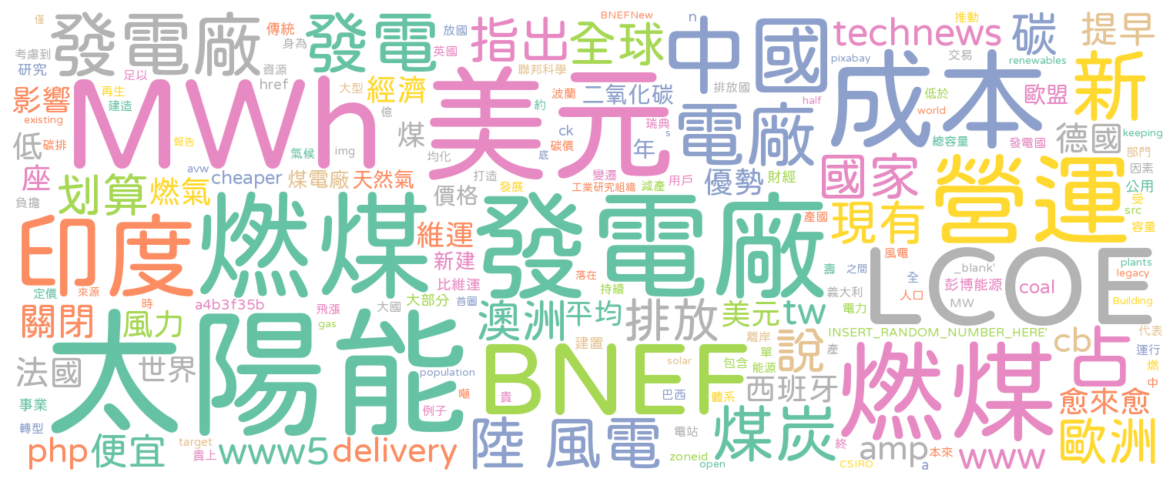 僅 BNEFNew n 推動
傳統 放國 指出 全球 technews 碳 提早
發電廠 發電 英國 中國 pixabay 交易 renewables
考慮到 身為 聯邦科學
研究 足以 資源 href 經濟 二氧化碳 排放國 half 低於 歐盟 新
影響 再生 大型 約 波蘭 world
existing 建造 億 MWh 美元 電廠 成本
低 碳排 報告 氣候 img 煤 均化 ck 瑞典 s 年 總容量 發電國 德國 keeping
碳價 部門
座 avw cheaper 煤電廠 天然氣 打造 底 變遷 用戶 優勢 財經 國家 因素
負擔 划算 燃氣 價格 發展 工業研究組織 減產 公用 受
印度 燃煤 發電廠 產國 現有 營運 src 容量
維運 新建 落在 風電
定價 來源 時 a4b3f35b 飛漲 比維運 持續 壽 之間 全 _blank' 彭博能源 coal plants legacy
大國 大部分 首圖 義大利 人口 MW LCOE Building
關閉 風力 gas 澳洲 平均 排放 美元 tw 電力 INSERT_RANDOM_NUMBER_HERE' 代表
建置 離岸 單 說 產 cb 占 運行
法國 世界 太陽能 population BNEF solar 包含 能源 燃煤 燃
貴 巴西 體系 西班牙 中
事業 例子 噸 愈來愈
轉型 煤炭
php 便宜 target 貴上 www5 delivery 陸 風電 電站 zoneid open 終 CSIRO amp a 本來 www 歐洲